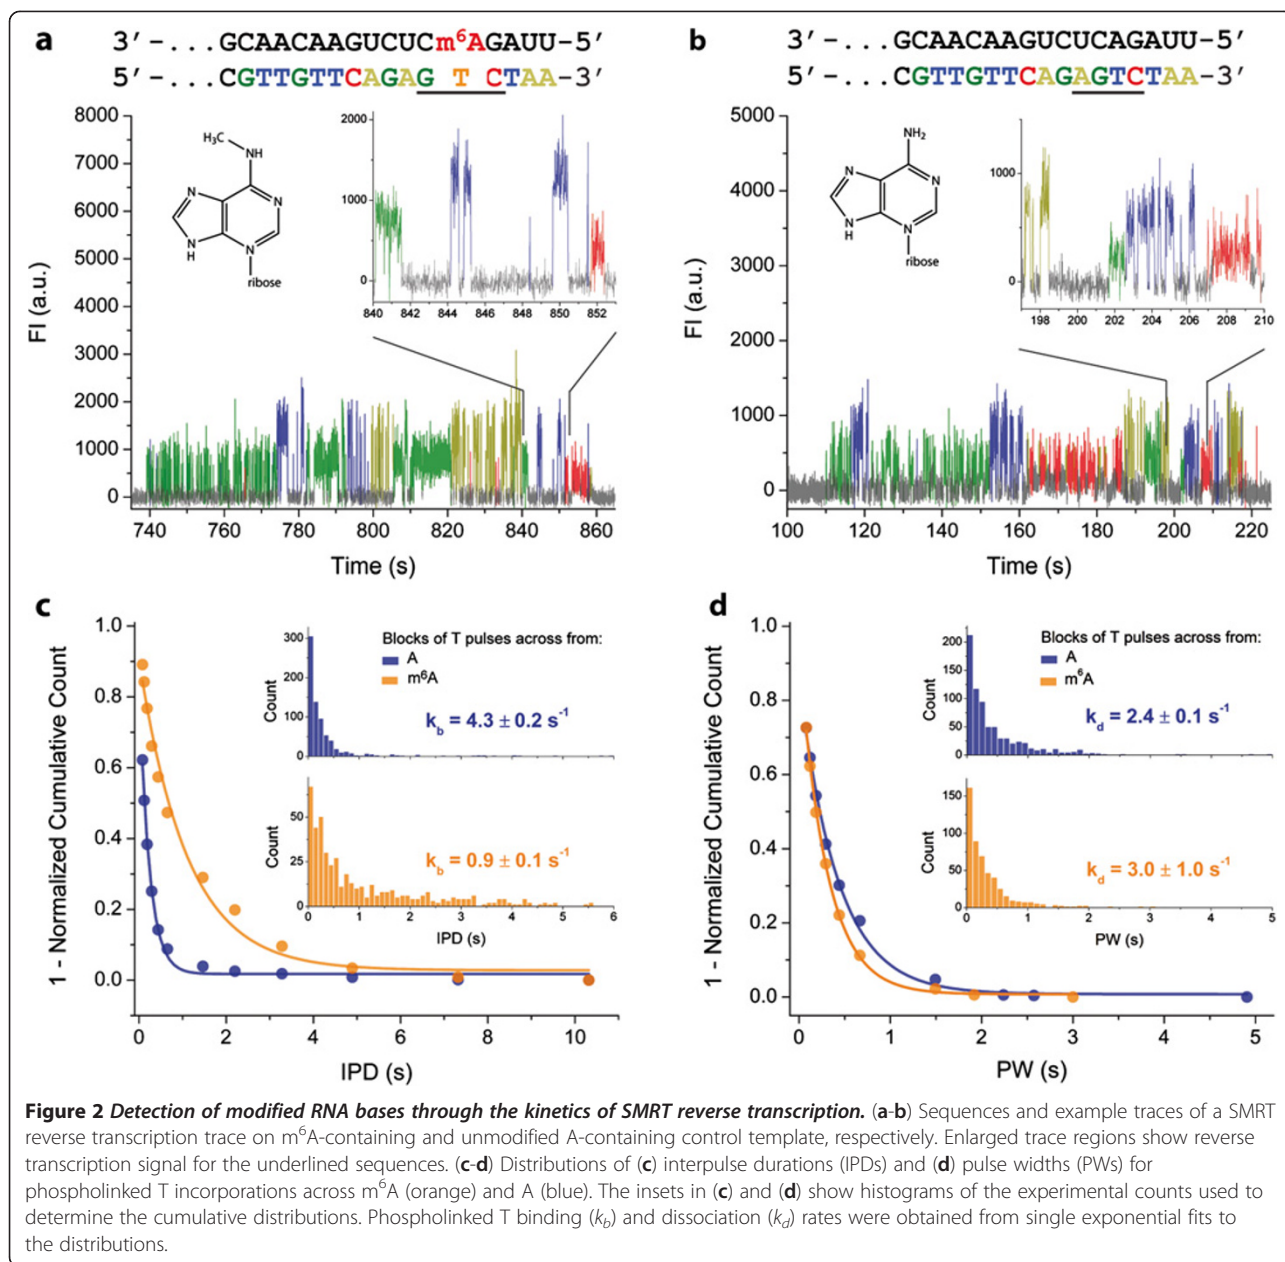 a
3′-...GCAACAAGUCUCm⁶AGAUU-5′
5′-...CGTTGTTCAGAG T CTAA-3′
8000
7000
6000
5000
4000
3000
2000
1000
0
FI (a.u.)
740 760 780 800 820 840 860
Time (s)
H₃C
NH
N
N
N
N
H
ribose
2000
1000
0
840 842 844 846 848 850 852
b
3′-...GCAACAAGUCUCAGAUU-5′
5′-...CGTTGTTCAGAGTCTAA-3′
5000
4000
3000
2000
1000
0
FI (a.u.)
100 120 140 160 180 200 220
Time (s)
NH₂
N
N
N
N
H
ribose
1000
0
198 200 202 204 206 208 210
c
1.0
0.8
0.6
0.4
0.2
0.0
1 - Normalized Cumulative Count
0 2 4 6 8 10
IPD (s)
300
200
100
0
Count
Blocks of T pulses across from:
A
m⁶A
k_b = 4.3 ± 0.2 s⁻¹
50
25
0
Count
k_b = 0.9 ± 0.1 s⁻¹
0 1 2 3 4 5 6
IPD (s)
d
1.0
0.8
0.6
0.4
0.2
0.0
1 - Normalized Cumulative Count
0 1 2 3 4 5
PW (s)
200
150
100
50
0
Count
Blocks of T pulses across from:
A
m⁶A
k_d = 2.4 ± 0.1 s⁻¹
150
100
50
0
Count
k_d = 3.0 ± 1.0 s⁻¹
0 1 2 3 4 5
PW (s)
Figure 2 Detection of modified RNA bases through the kinetics of SMRT reverse transcription. (a-b) Sequences and example traces of a SMRT
reverse transcription trace on m⁶A-containing and unmodified A-containing control template, respectively. Enlarged trace regions show reverse
transcription signal for the underlined sequences. (c-d) Distributions of (c) interpulse durations (IPDs) and (d) pulse widths (PWs) for
phospholinked T incorporations across m⁶A (orange) and A (blue). The insets in (c) and (d) show histograms of the experimental counts used to
determine the cumulative distributions. Phospholinked T binding (k_b) and dissociation (k_d) rates were obtained from single exponential fits to
the distributions.